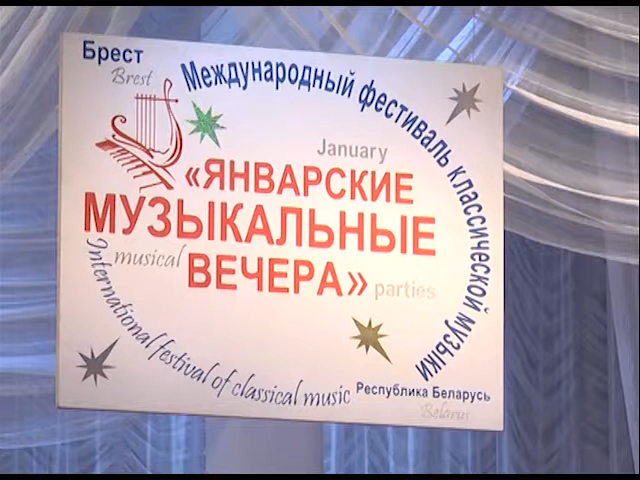 Брест
Brest
Международный фестиваль классической музыки
January
«ЯНВАРСКИЕ
МУЗЫКАЛЬНЫЕ
musical
ВЕЧЕРА»
parties
International festival of classical music
Республика Беларусь
Belarus